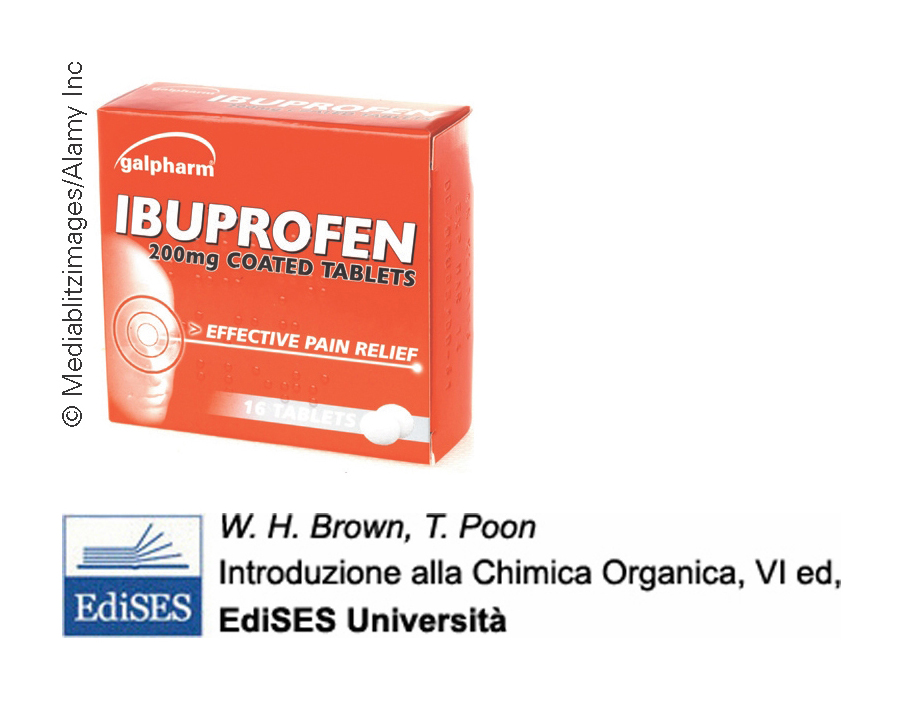 © Mediablitzimages/Alamy Inc
IBUPROFEN
galpharm
IBUPROFEN
200mg COATED TABLETS
> EFFECTIVE PAIN RELIEF
16 TABLETS
EdiSES
W. H. Brown, T. Poon
Introduzione alla Chimica Organica, VI ed,
EdiSES Università